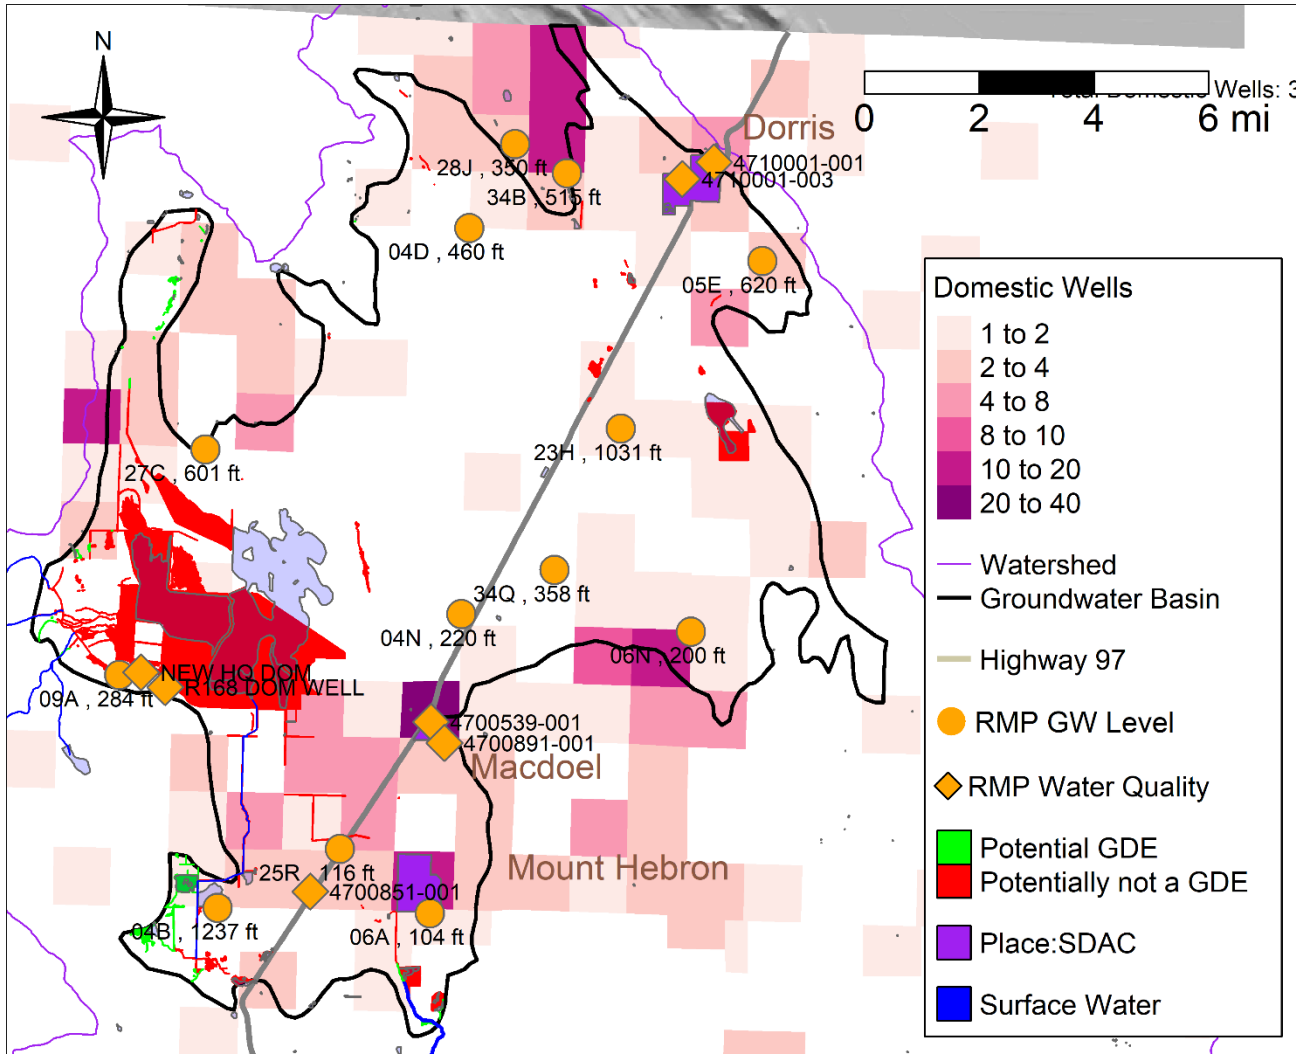 N
Total Domestic Wells: 3
0 2 4 6 mi
Dorris
4710001-001
4710001-003
28J , 350 ft
34B , 515 ft
04D , 460 ft
05E , 620 ft
23H , 1031 ft
27C , 601 ft
34Q , 358 ft
04N , 220 ft
06N , 200 ft
NEW HQ DOM
R168 DOM WELL
09A , 284 ft
4700539-001
4700891-001
Macdoel
Mount Hebron
25R , 116 ft
4700851-001
04B , 1237 ft
06A , 104 ft
Domestic Wells
1 to 2
2 to 4
4 to 8
8 to 10
10 to 20
20 to 40
Watershed
Groundwater Basin
Highway 97
RMP GW Level
RMP Water Quality
Potential GDE
Potentially not a GDE
Place:SDAC
Surface Water